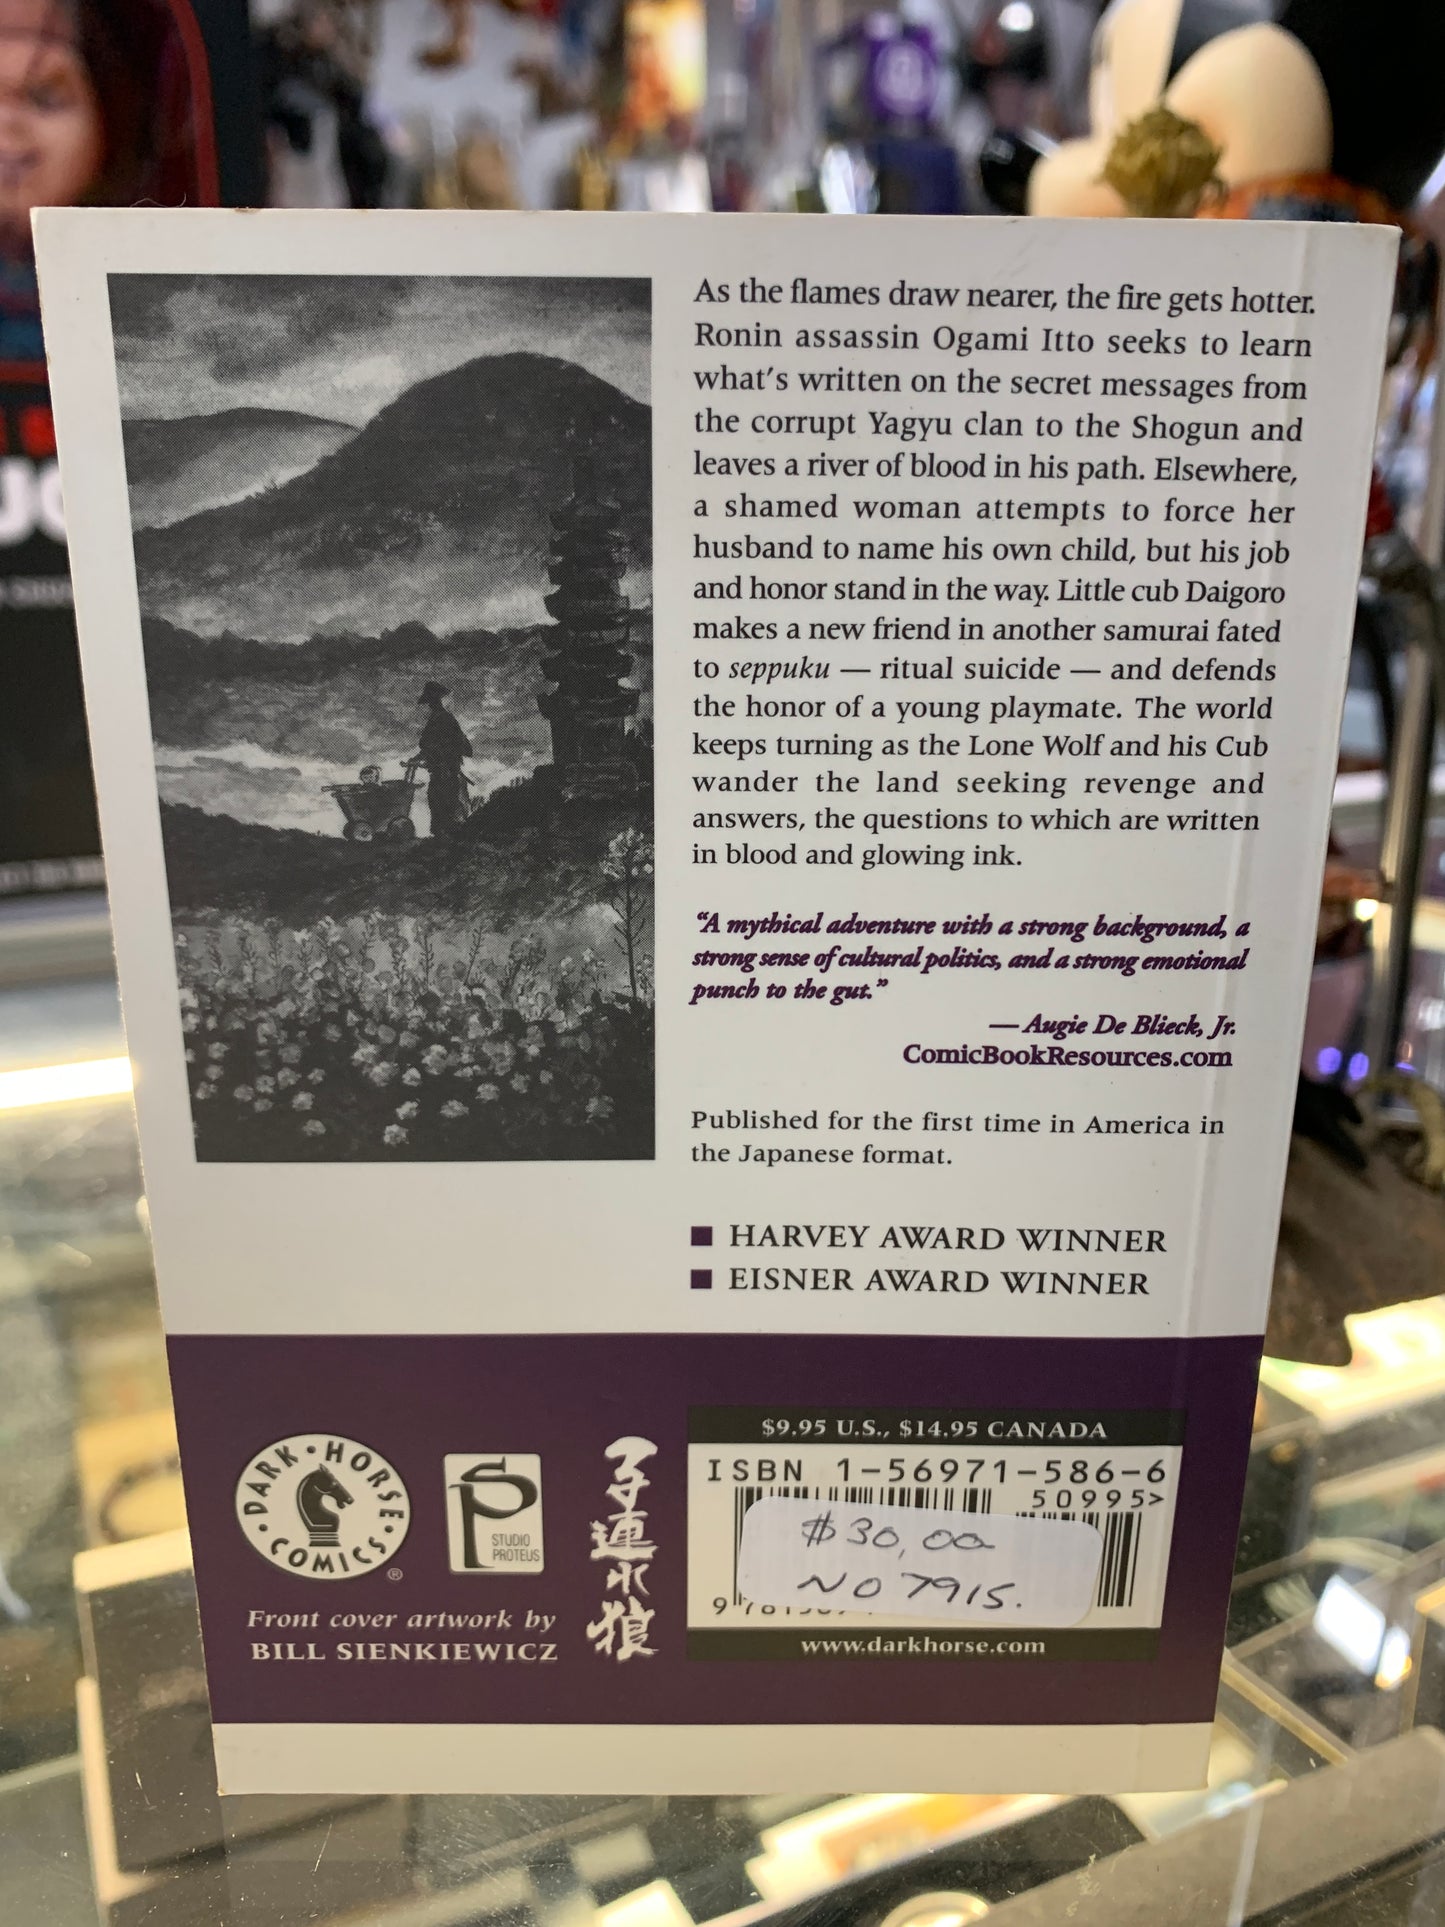 As the flames draw nearer, the fire gets hotter.
Ronin assassin Ogami Itto seeks to learn
what's written on the secret messages from
the corrupt Yagyu clan to the Shogun and
leaves a river of blood in his path. Elsewhere,
a shamed woman attempts to force her
husband to name his own child, but his job
and honor stand in the way. Little cub Daigoro
makes a new friend in another samurai fated
to seppuku — ritual suicide — and defends
the honor of a young playmate. The world
keeps turning as the Lone Wolf and his Cub
wander the land seeking revenge and
answers, the questions to which are written
in blood and glowing ink.
“A mythical adventure with a strong background, a
strong sense of cultural politics, and a strong emotional
punch to the gut.”
— Augie De Blieck, Jr.
ComicBookResources.com
Published for the first time in America in
the Japanese format.
■ HARVEY AWARD WINNER
■ EISNER AWARD WINNER
DARK • HORSE • COMICS •
®
SP
STUDIO
PROTEUS
Front cover artwork by
BILL SIENKIEWICZ
子連れ狼
$9.95 U.S., $14.95 CANADA
ISBN 1-56971-586-6
50995>
$30,00
NO 7915.
www.darkhorse.com